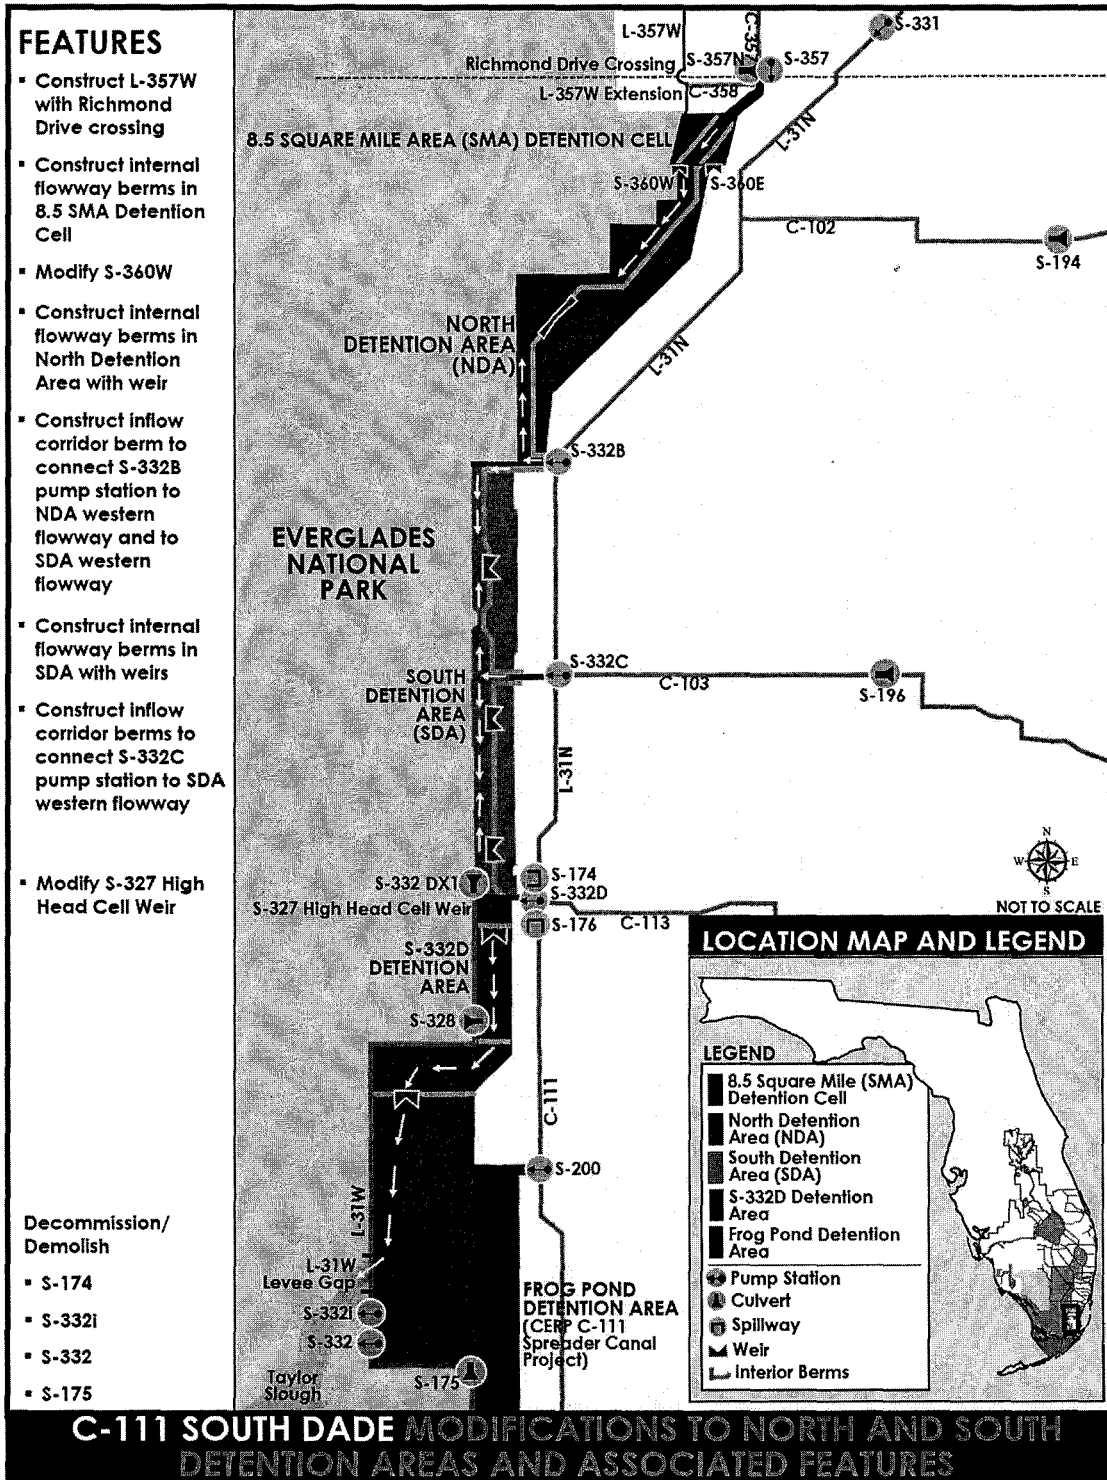 FEATURES
▪ Construct L-357W
with Richmond
Drive crossing
▪ Construct internal
flowway berms in
8.5 SMA Detention
Cell
▪ Modify S-360W
▪ Construct internal
flowway berms in
North Detention
Area with weir
▪ Construct inflow
corridor berm to
connect S-332B
pump station to
NDA western
flowway and to
SDA western
flowway
▪ Construct internal
flowway berms in
SDA with weirs
▪ Construct inflow
corridor berms to
connect S-332C
pump station to SDA
western flowway
▪ Modify S-327 High
Head Cell Weir
Decommission/
Demolish
▪ S-174
▪ S-332i
▪ S-332
▪ S-175
L-357W
C-357
S-331
Richmond Drive Crossing
S-357N
S-357
L-357W Extension
C-358
L-31N
8.5 SQUARE MILE AREA (SMA) DETENTION CELL
S-360W
S-360E
C-102
S-194
NORTH
DETENTION AREA
(NDA)
L-31N
S-332B
EVERGLADES
NATIONAL
PARK
S-332C
C-103
S-196
SOUTH
DETENTION
AREA
(SDA)
L-31N
S-332 DX1
S-174
S-332D
S-327 High Head Cell Weir
S-176
C-113
S-332D
DETENTION
AREA
S-328
C-111
S-200
L-31W
L-31W
Levee Gap
S-332i
S-332
Taylor
Slough
S-175
FROG POND
DETENTION AREA
(CERP C-111
Spreader Canal
Project)
N
W
E
S
NOT TO SCALE
LOCATION MAP AND LEGEND
LEGEND
8.5 Square Mile (SMA)
Detention Cell
North Detention
Area (NDA)
South Detention
Area (SDA)
S-332D Detention
Area
Frog Pond Detention
Area
Pump Station
Culvert
Spillway
Weir
Interior Berms
C-111 SOUTH DADE MODIFICATIONS TO NORTH AND SOUTH
DETENTION AREAS AND ASSOCIATED FEATURES